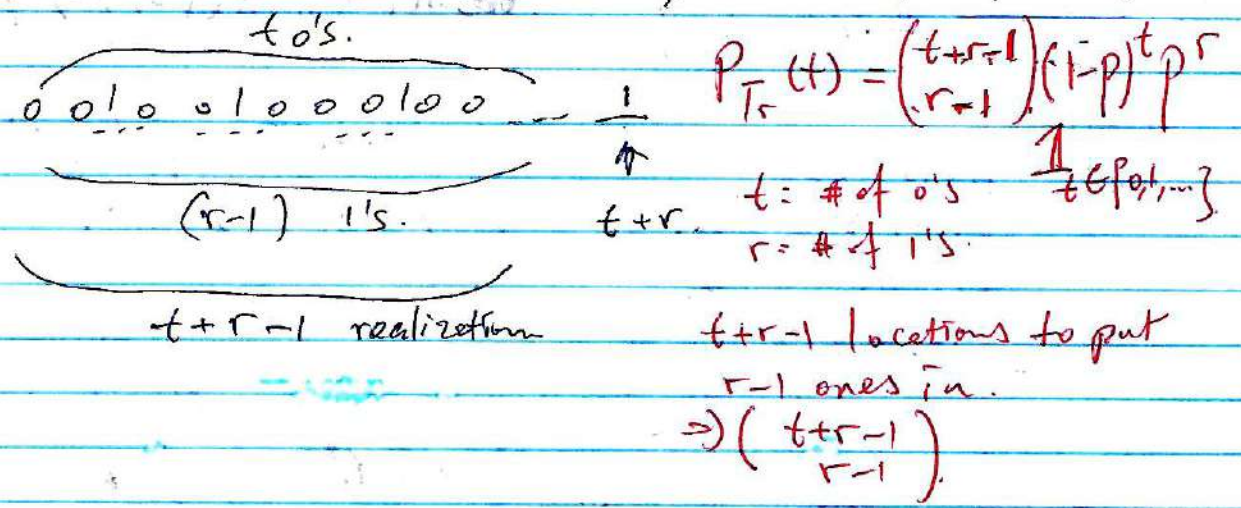 t o's.
0 0 1 0 0 1 0 0 0 0 1 0 0 --- 1
(r-1) 1's.
t+r.
t+r-1 realization
P_{T_r}(t) = \binom{t+r-1}{r-1} (1-p)^t p^r
1_{t∈{0,1,...}}
t: # of 0's
r: # of 1's.
t+r-1 locations to put
r-1 ones in.
⇒ \binom{t+r-1}{r-1}.